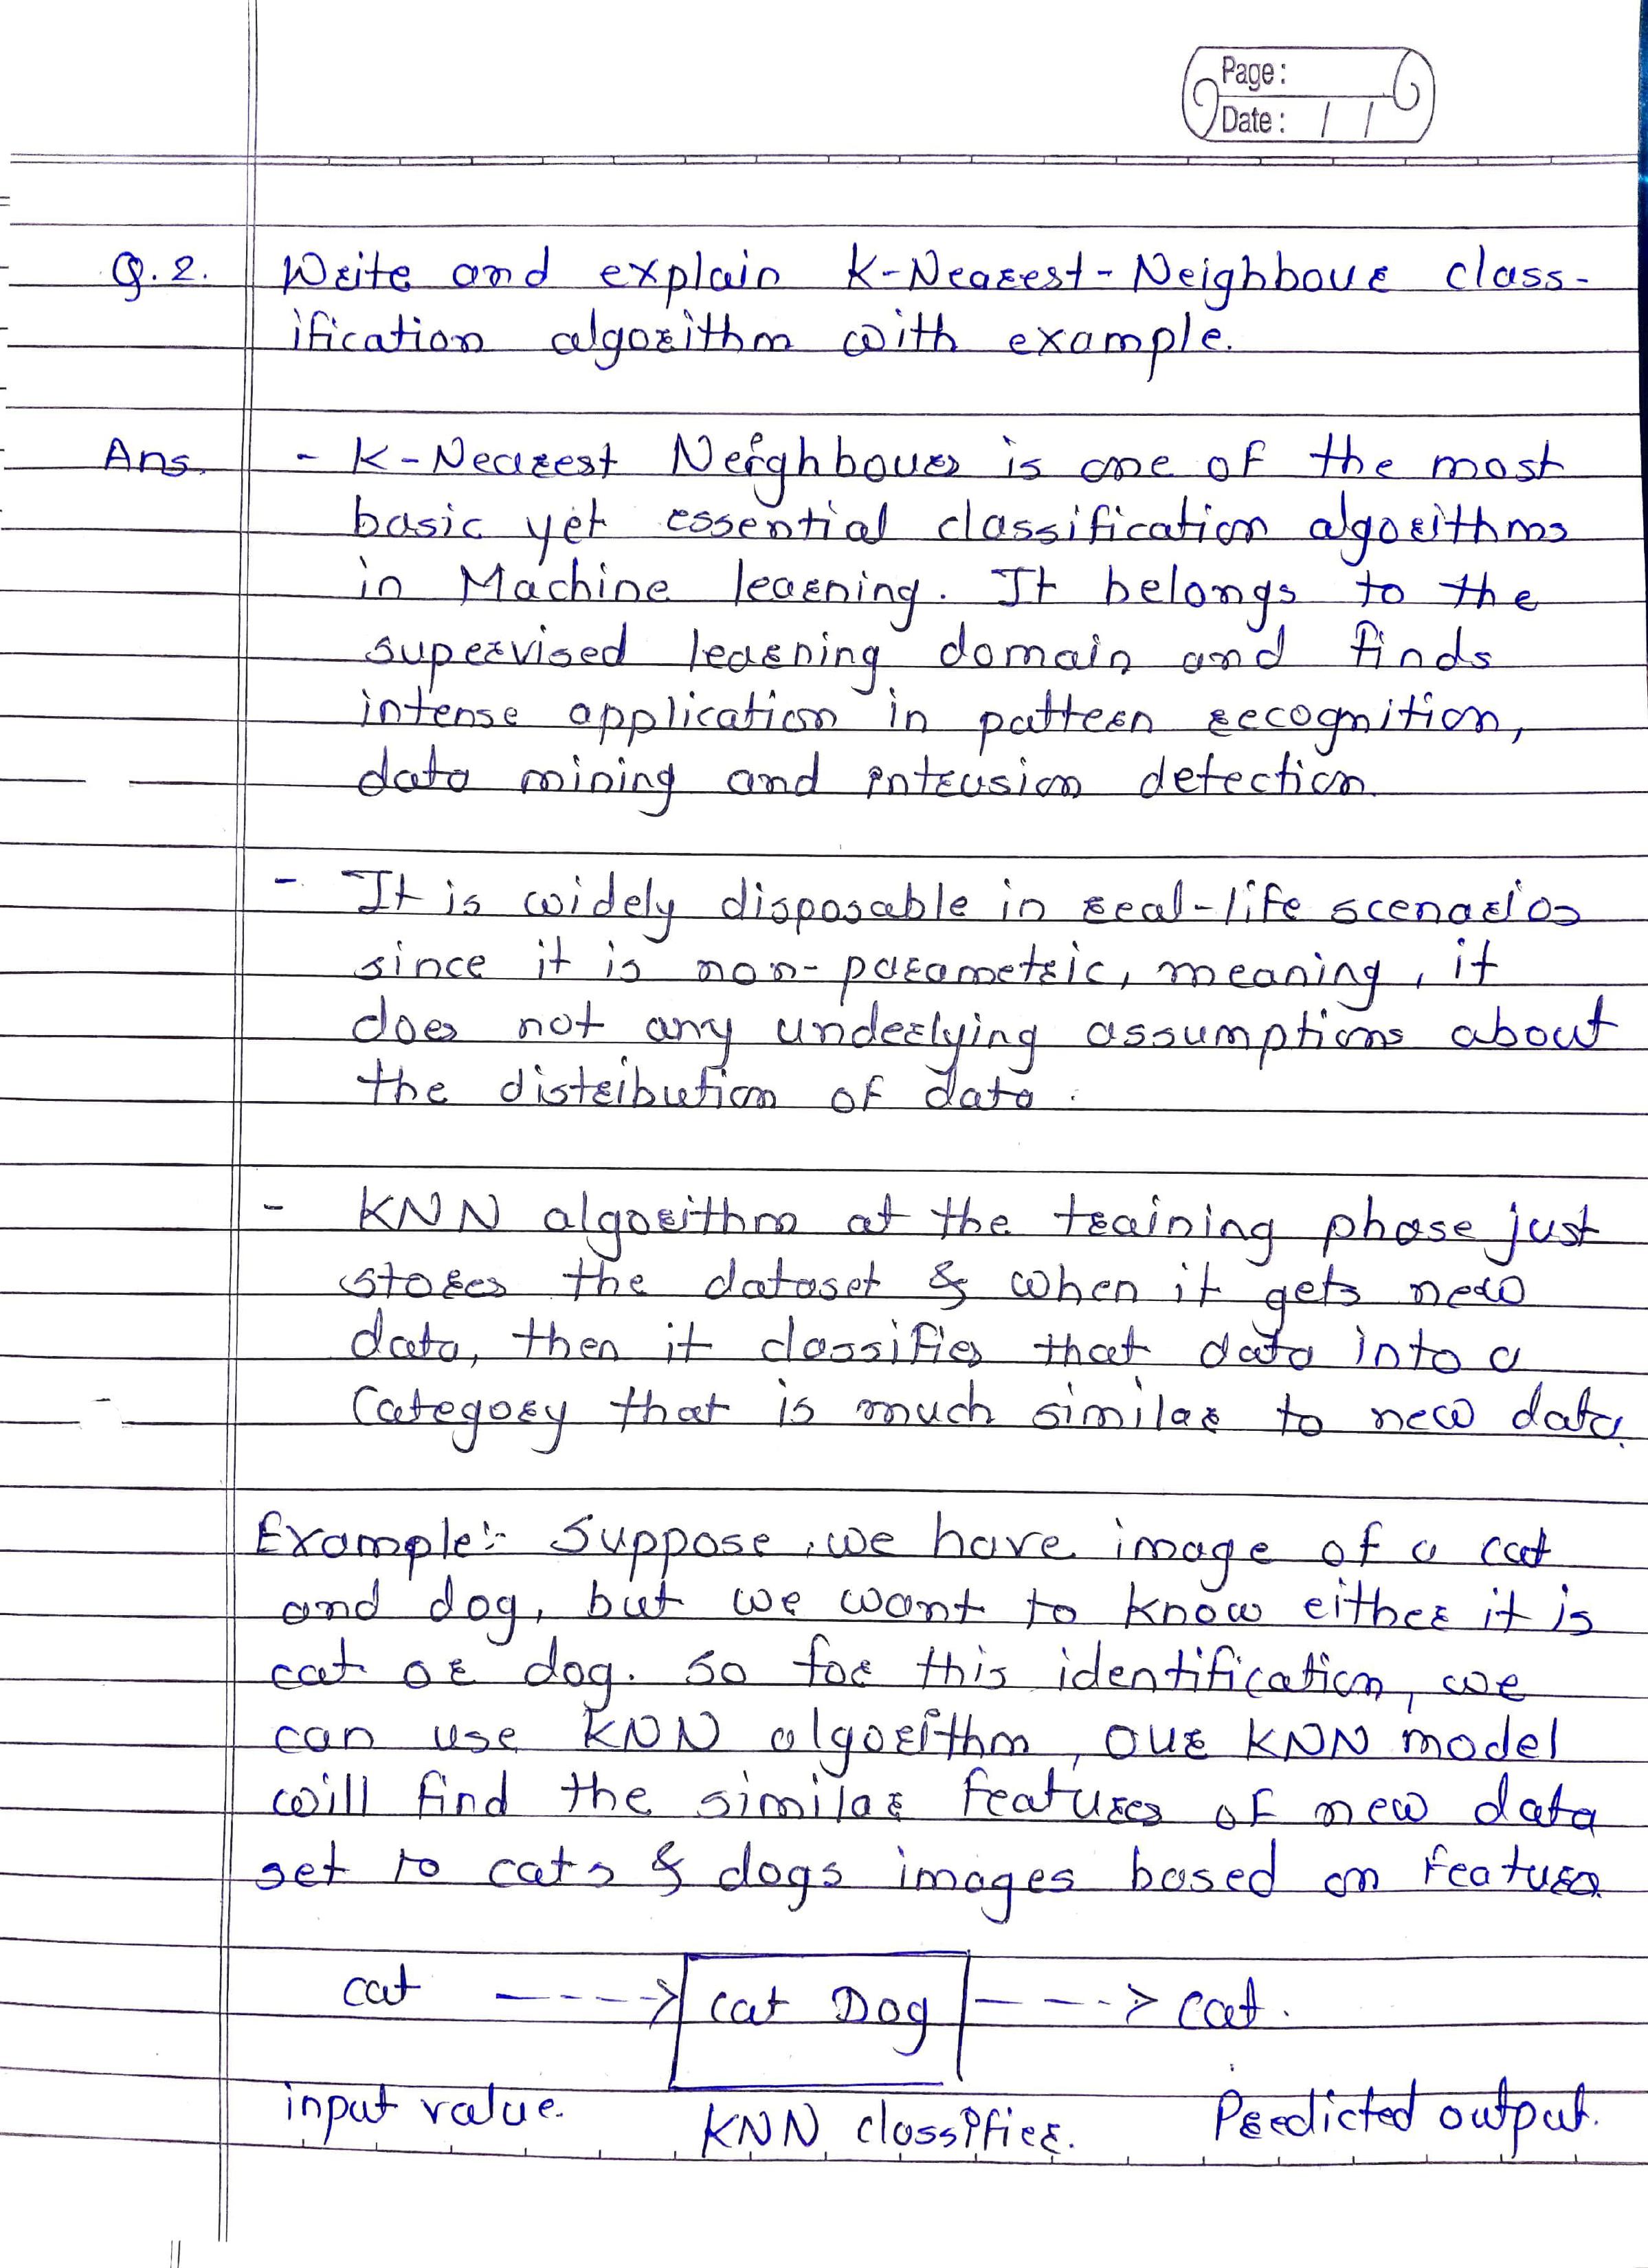 Page :
Date : / /
Q.2. Write and explain K-Nearest-Neighbour class-
ification algorithm with example.
Ans. - K-Nearest Neighbours is one of the most
basic yet essential classification algorithms
in Machine learning. It belongs to the
supervised learning domain and finds
intense application in pattern recognition,
data mining and intrusion detection.
- It is widely disposable in real-life scenarios
since it is non-parametric, meaning, it
does not any underlying assumptions about
the distribution of data.
- KNN algorithm at the training phase just
stores the dataset & when it gets new
data, then it classifies that data into a
Category that is much similar to new data.
Example:- Suppose, we have image of a cat
and dog, but we want to know either it is
cat or dog. So for this identification, we
can use KNN algorithm, our KNN model
will find the similar features of new data
set to cats & dogs images based on features
cat ----> cat Dog ----> cat.
input value. KNN classifier. Predicted output.